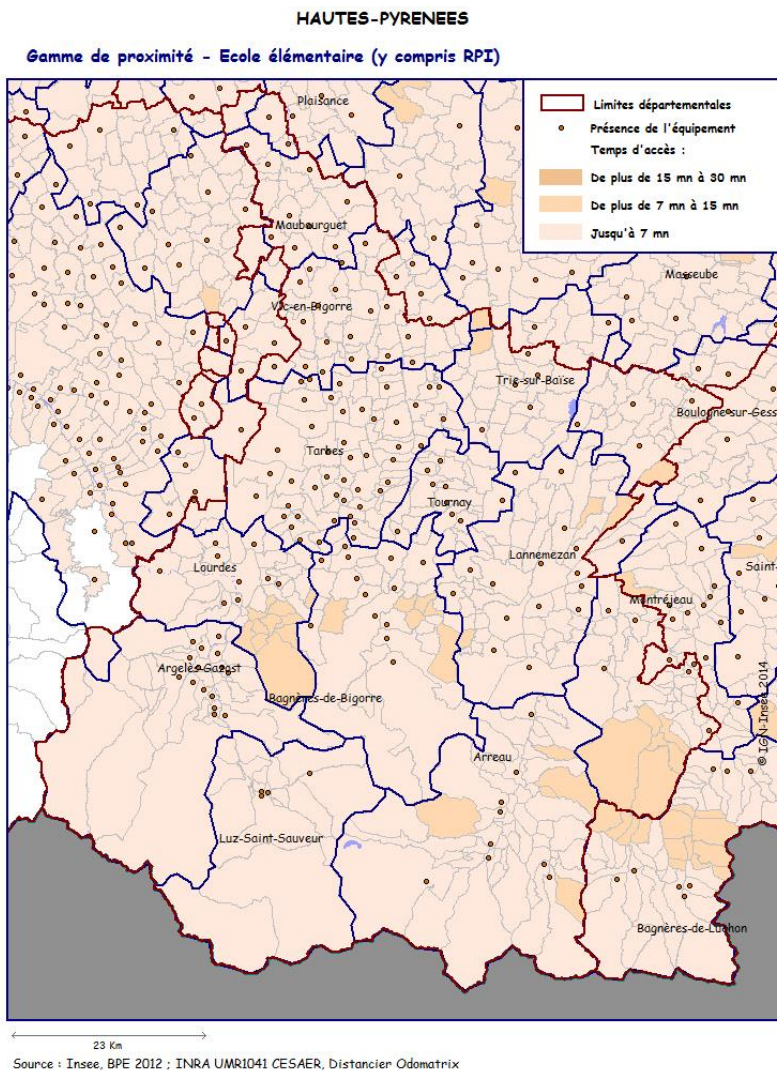 HAUTES-PYRENEES
Gamme de proximité - Ecole élémentaire (y compris RPI)
Limites départementales
Présence de l'équipement
Temps d'accès :
De plus de 15 mn à 30 mn
De plus de 7 mn à 15 mn
Jusqu'à 7 mn
Plaisance
Maubourguet
Masseube
Vic-en-Bigorre
Trie-sur-Baïse
Boulogne-sur-Gess
Tarbes
Tournay
Lannemezan
Lourdes
Saint-
Montréjeau
Argelès-Gazost
Bagnères-de-Bigorre
© IGN-Insee 2014
Arreau
Luz-Saint-Sauveur
Bagnères-de-Luchon
23 Km
Source : Insee, BPE 2012 ; INRA UMR1041 CESAER, Distancier Odomatrix